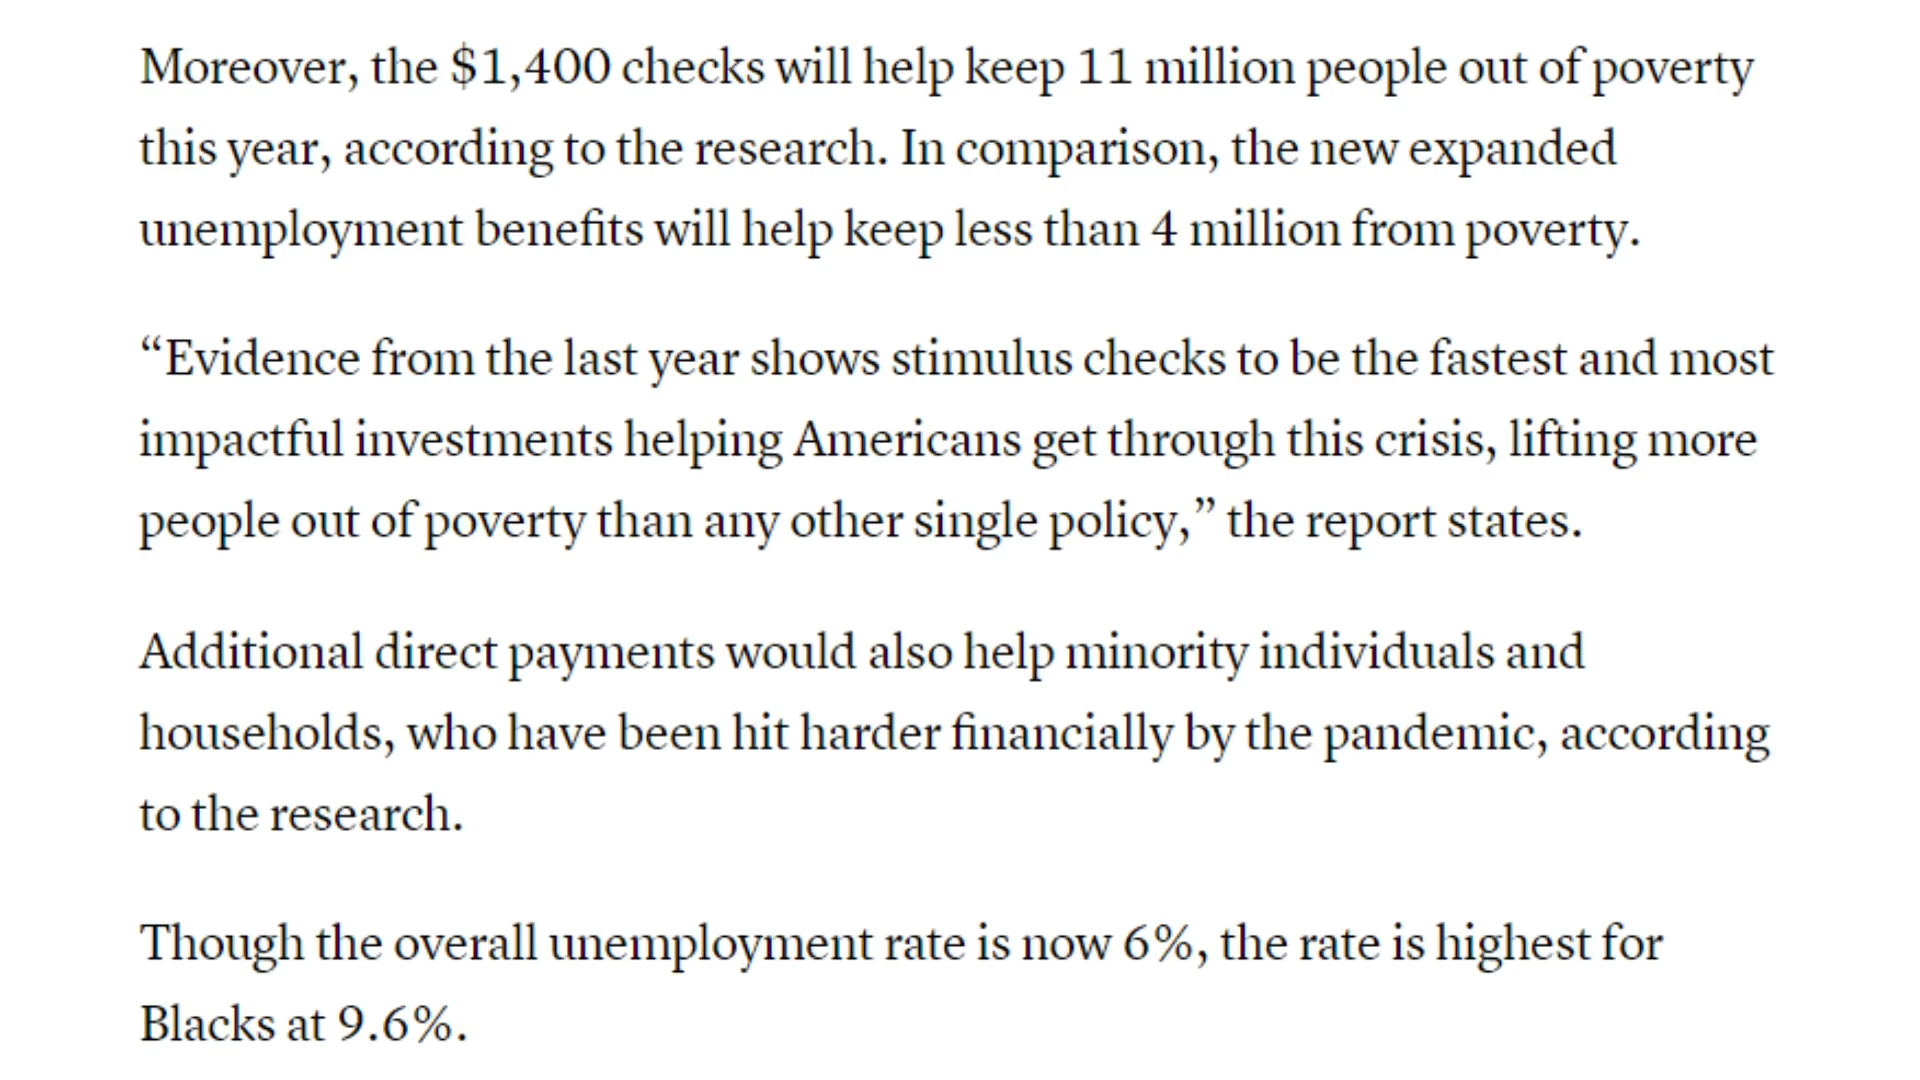 Moreover, the $1,400 checks will help keep 11 million people out of poverty
this year, according to the research. In comparison, the new expanded
unemployment benefits will help keep less than 4 million from poverty.
“Evidence from the last year shows stimulus checks to be the fastest and most
impactful investments helping Americans get through this crisis, lifting more
people out of poverty than any other single policy,” the report states.
Additional direct payments would also help minority individuals and
households, who have been hit harder financially by the pandemic, according
to the research.
Though the overall unemployment rate is now 6%, the rate is highest for
Blacks at 9.6%.